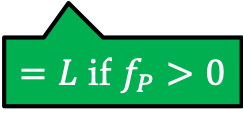 = L if f_P > 0